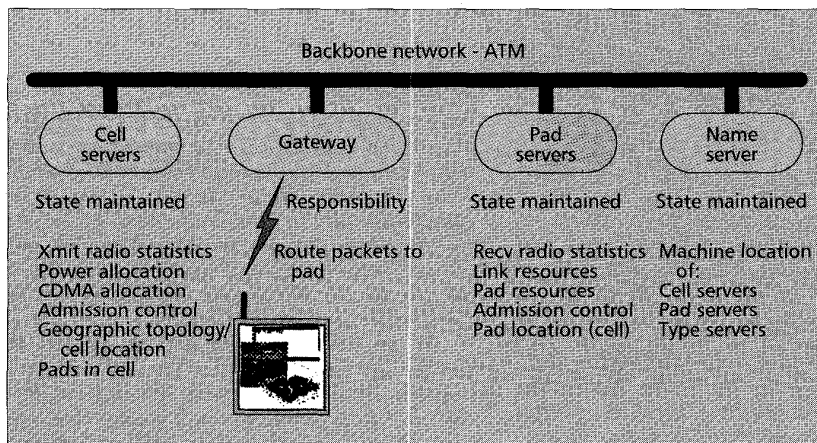 Backbone network - ATM
Cell
servers
Gateway
Pad
servers
Name
server
State maintained
Xmit radio statistics
Power allocation
CDMA allocation
Admission control
Geographic topology/
cell location
Pads in cell
Responsibility
Route packets to
pad
State maintained
Recv radio statistics
Link resources
Pad resources
Admission control
Pad location (cell)
State maintained
Machine location
of:
Cell servers
Pad servers
Type servers